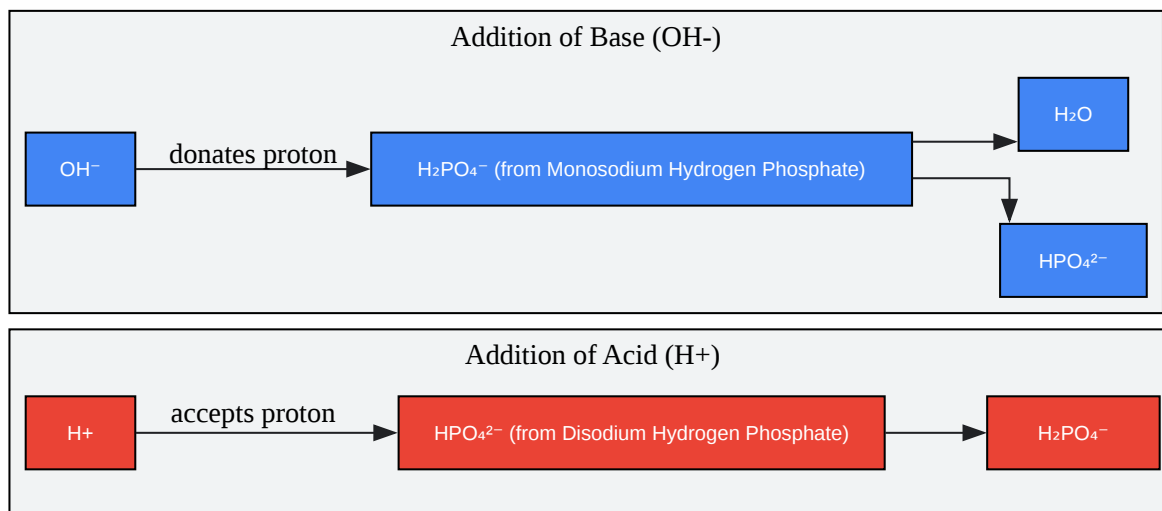 Addition of Base (OH-)
OH⁻
donates proton
H₂PO₄⁻ (from Monosodium Hydrogen Phosphate)
H₂O
HPO₄²⁻
Addition of Acid (H+)
H+
accepts proton
HPO₄²⁻ (from Disodium Hydrogen Phosphate)
H₂PO₄⁻